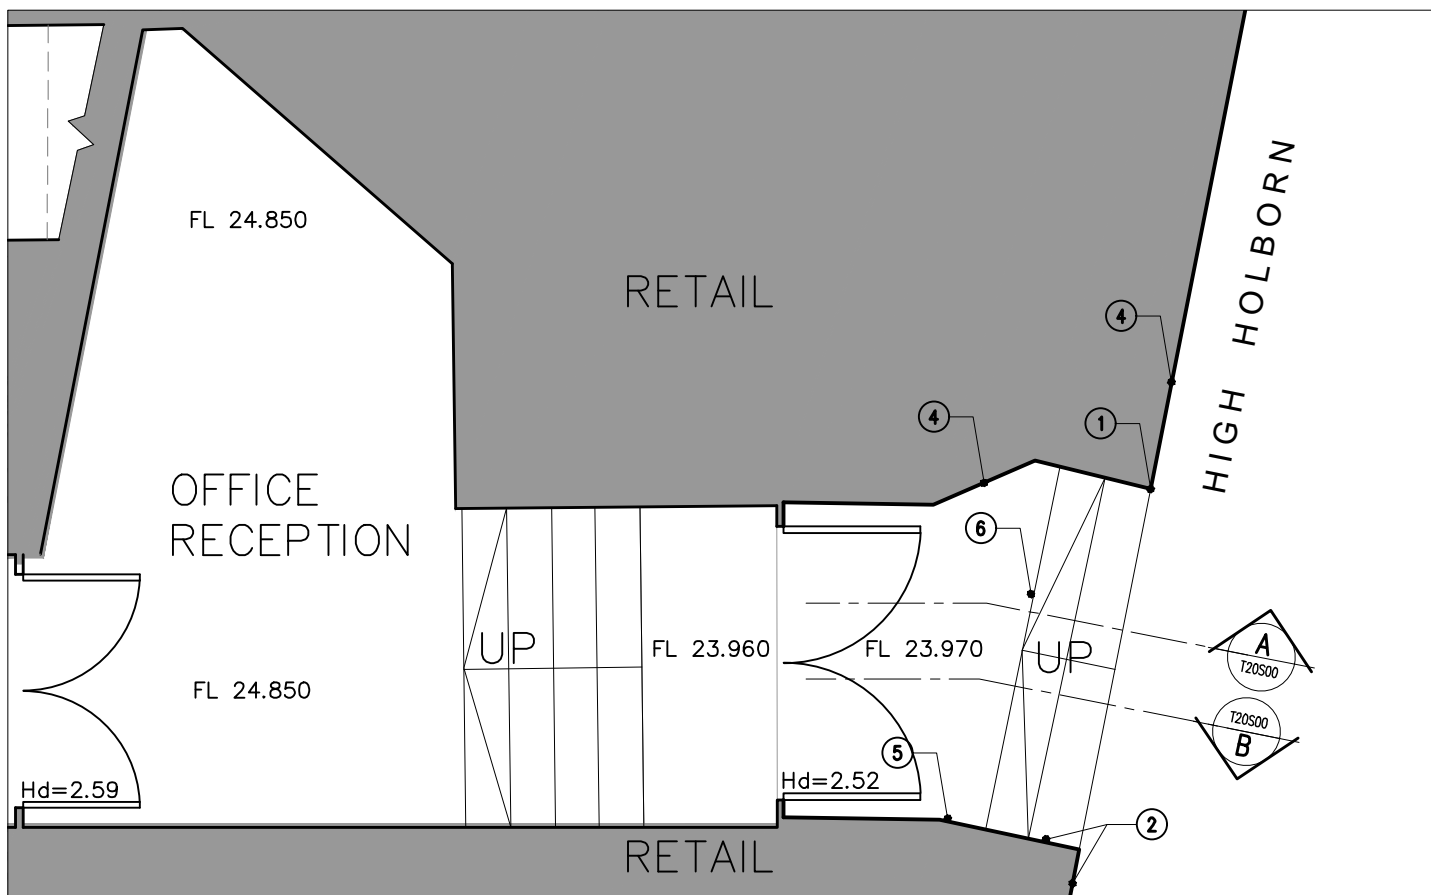 FL 24.850
RETAIL
HIGH HOLBORN
4
4
1
OFFICE
RECEPTION
6
UP
FL 23.960
FL 23.970
UP
A
T20S00
FL 24.850
T20S00
B
5
Hd=2.59
Hd=2.52
2
RETAIL